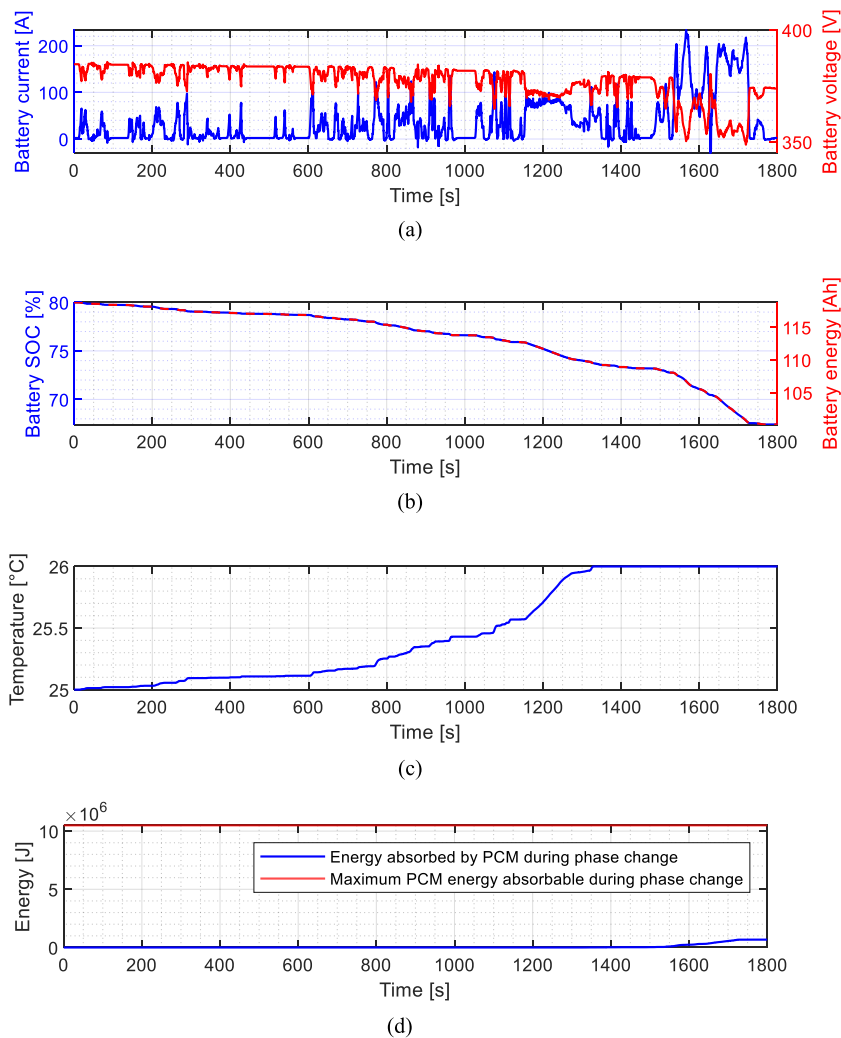 Battery current [A]
200
100
0
Battery voltage [V]
400
350
0 200 400 600 800 1000 1200 1400 1600 1800
Time [s]
(a)
Battery SOC [%]
80
75
70
Battery energy [Ah]
115
110
105
0 200 400 600 800 1000 1200 1400 1600 1800
Time [s]
(b)
Temperature [°C]
26
25.5
25
0 200 400 600 800 1000 1200 1400 1600 1800
Time [s]
(c)
×10⁶
Energy [J]
10
5
0
Energy absorbed by PCM during phase change
Maximum PCM energy absorbable during phase change
0 200 400 600 800 1000 1200 1400 1600 1800
Time [s]
(d)